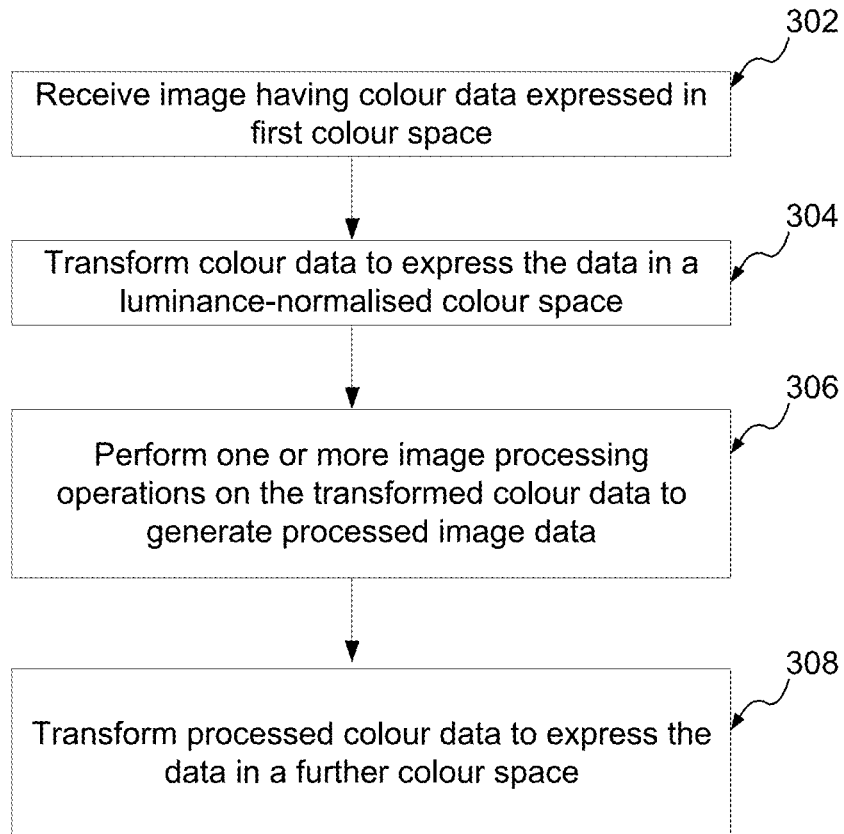 302
Receive image having colour data expressed in
first colour space
304
Transform colour data to express the data in a
luminance-normalised colour space
306
Perform one or more image processing
operations on the transformed colour data to
generate processed image data
308
Transform processed colour data to express the
data in a further colour space